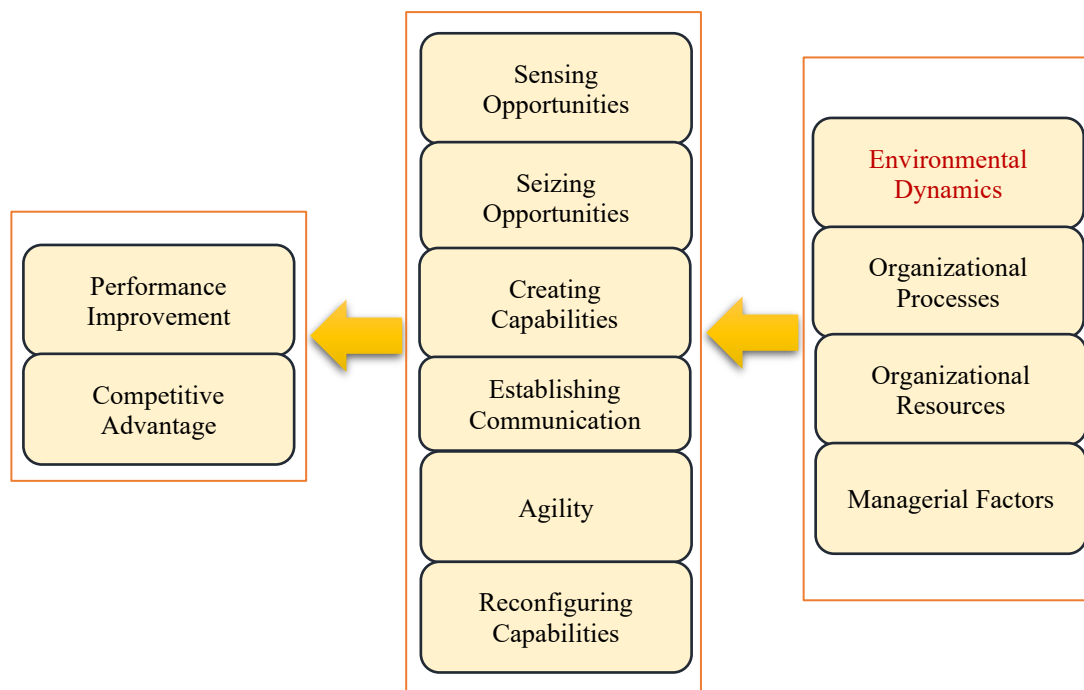 Performance
Improvement
Competitive
Advantage
Sensing
Opportunities
Seizing
Opportunities
Creating
Capabilities
Establishing
Communication
Agility
Reconfiguring
Capabilities
Environmental
Dynamics
Organizational
Processes
Organizational
Resources
Managerial Factors